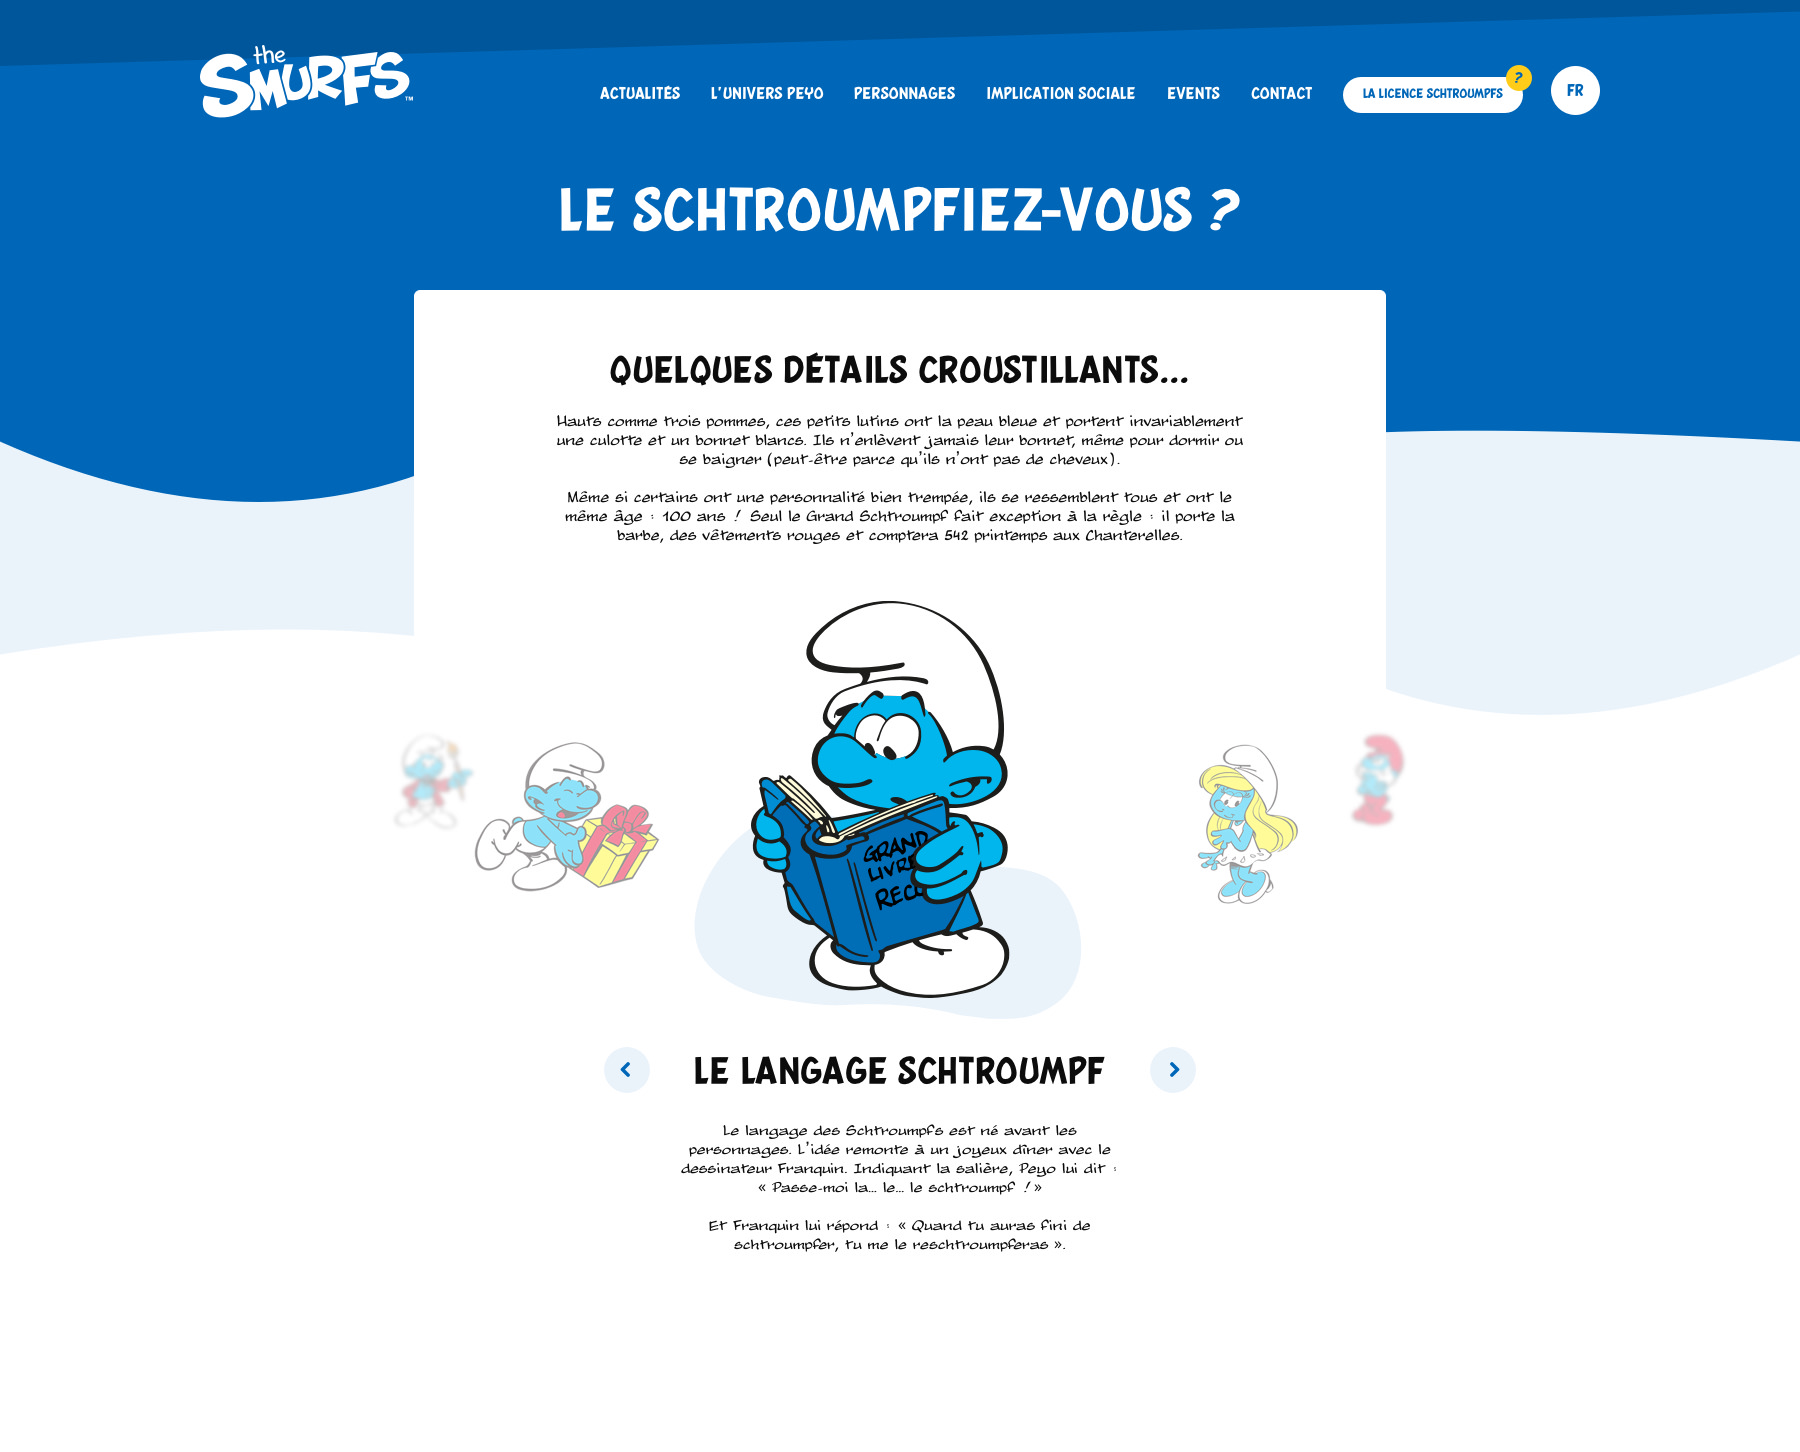 the
SMURFS™
ACTUALITÉS L'UNIVERS PEYO PERSONNAGES IMPLICATION SOCIALE EVENTS CONTACT LA LICENCE SCHTROUMPFS ? FR
LE SCHTROUMPFIEZ-VOUS ?
QUELQUES DÉTAILS CROUSTILLANTS...
Hauts comme trois pommes, ces petits lutins ont la peau bleue et portent invariablement
une culotte et un bonnet blancs. Ils n'enlèvent jamais leur bonnet, même pour dormir ou
se baigner (peut-être parce qu'ils n'ont pas de cheveux).
Même si certains ont une personnalité bien trempée, ils se ressemblent tous et ont le
même âge : 100 ans ! Seul le Grand Schtroumpf fait exception à la règle : il porte la
barbe, des vêtements rouges et comptera 542 printemps aux Chanterelles.
GRAND
LIVRE
REC
LE LANGAGE SCHTROUMPF
Le langage des Schtroumpfs est né avant les
personnages. L'idée remonte à un joyeux dîner avec le
dessinateur Franquin. Indiquant la salière, Peyo lui dit :
« Passe-moi la... le... le schtroumpf ! »
Et Franquin lui répond : « Quand tu auras fini de
schtroumpfer, tu me le reschtroumpferas ».